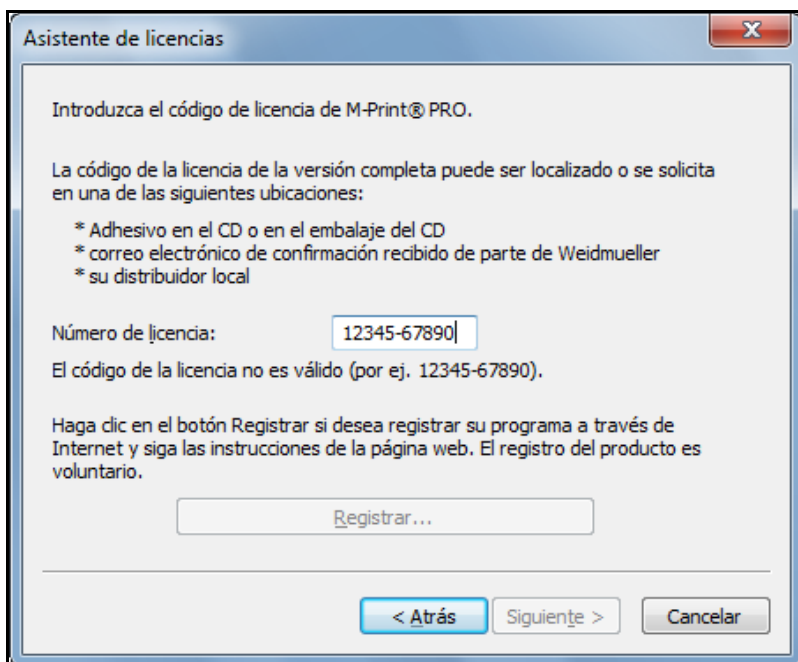 Asistente de licencias
Introduzca el código de licencia de M-Print® PRO.
La código de la licencia de la versión completa puede ser localizado o se solicita
en una de las siguientes ubicaciones:
* Adhesivo en el CD o en el embalaje del CD
* correo electrónico de confirmación recibido de parte de Weidmueller
* su distribuidor local
Número de licencia: 12345-67890
El código de la licencia no es válido (por ej. 12345-67890).
Haga clic en el botón Registrar si desea registrar su programa a través de
Internet y siga las instrucciones de la página web. El registro del producto es
voluntario.
Registrar...
< Atrás Siguiente > Cancelar